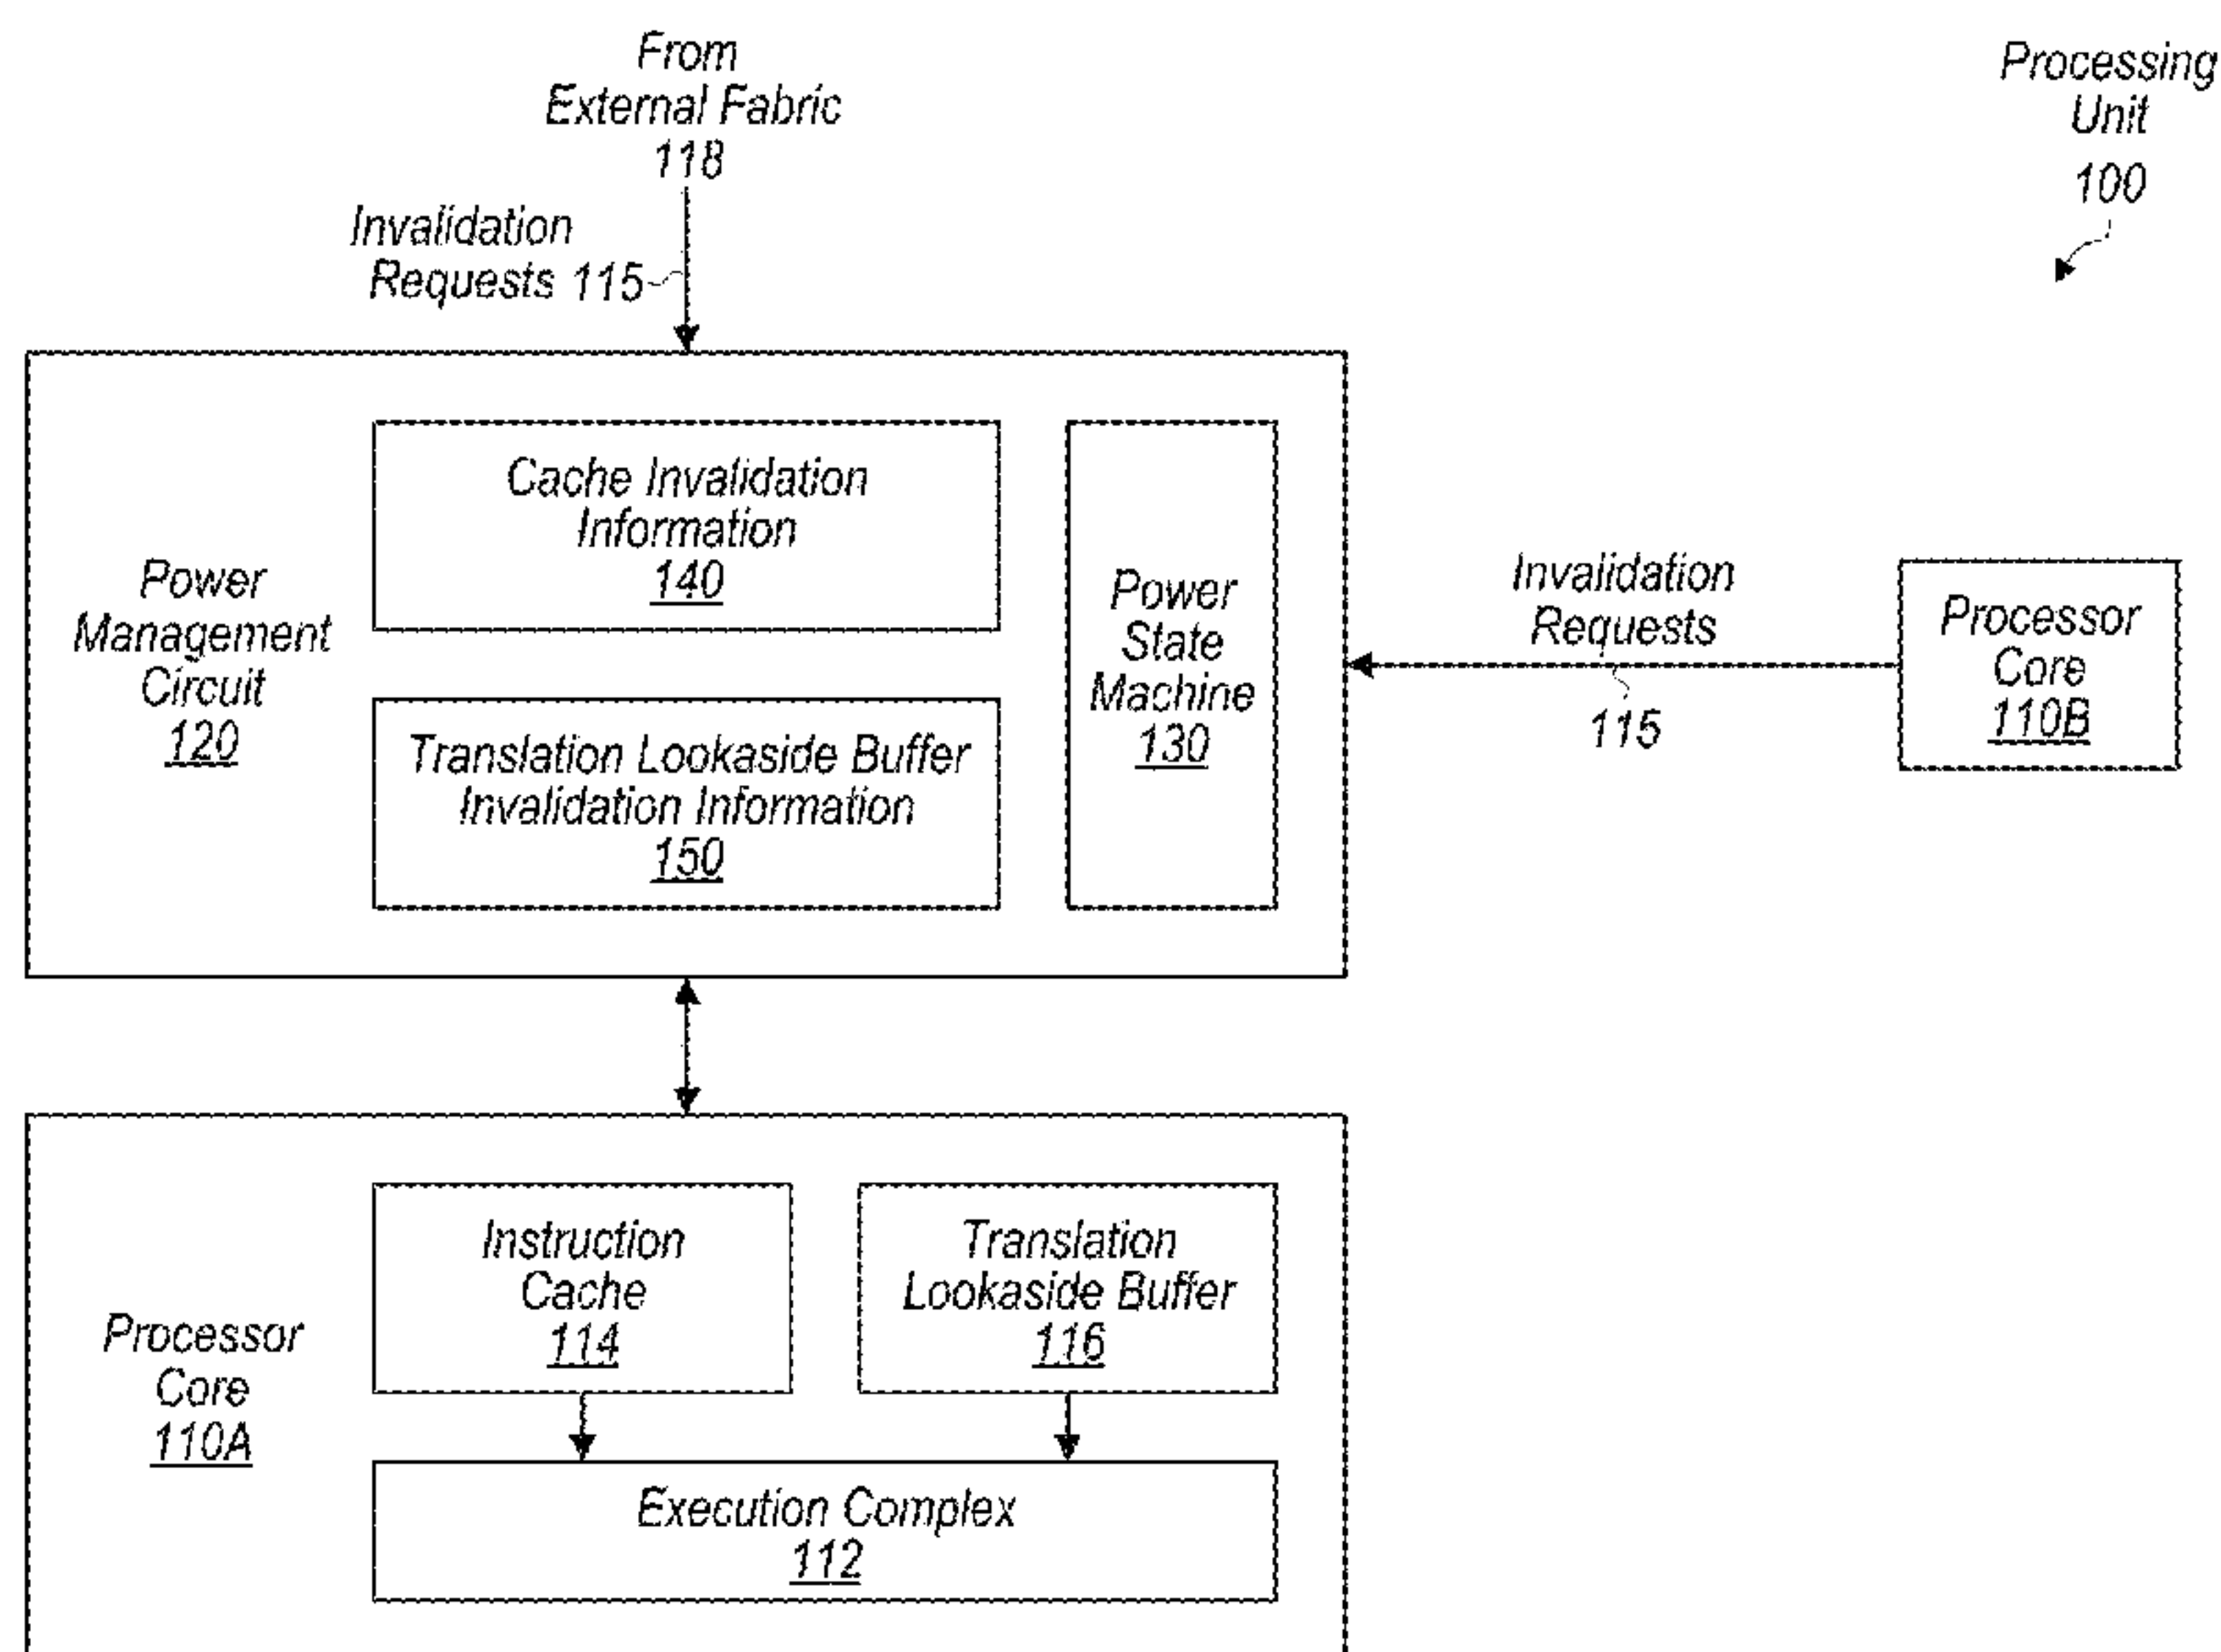 From
External Fabric
118
Processing
Unit
100
Invalidation
Requests 115
Cache Invalidation
Information
140
Power
Management
Circuit
120
Translation Lookaside Buffer
Invalidation Information
150
Power
State
Machine
130
Invalidation
Requests
115
Processor
Core
110B
Processor
Core
110A
Instruction
Cache
114
Translation
Lookaside Buffer
116
Execution Complex
112